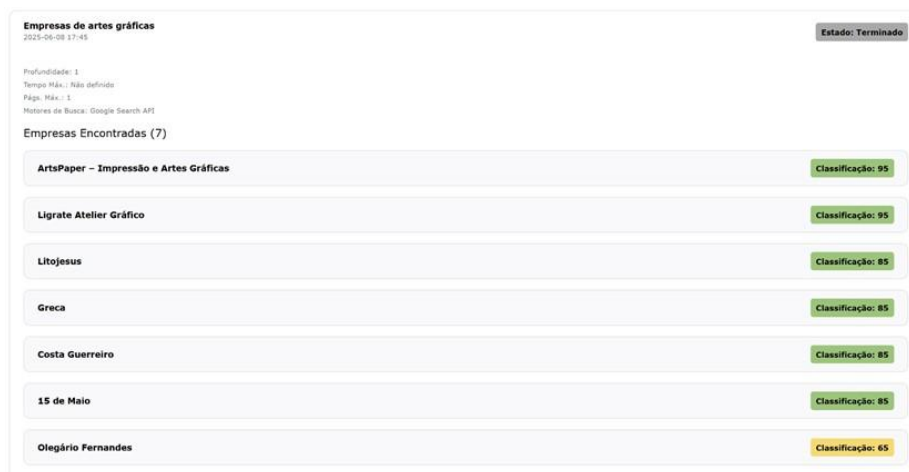 Empresas de artes gráficas
Estado: Terminado
2025-06-08 17:45
Profundidade: 1
Tempo Máx.: Não definido
Págs. Máx.: 1
Motores de Busca: Google Search API
Empresas Encontradas (7)
ArtsPaper – Impressão e Artes Gráficas
Classificação: 95
Ligrate Atelier Gráfico
Classificação: 95
Litojesus
Classificação: 85
Greca
Classificação: 85
Costa Guerreiro
Classificação: 85
15 de Maio
Classificação: 85
Olegário Fernandes
Classificação: 65